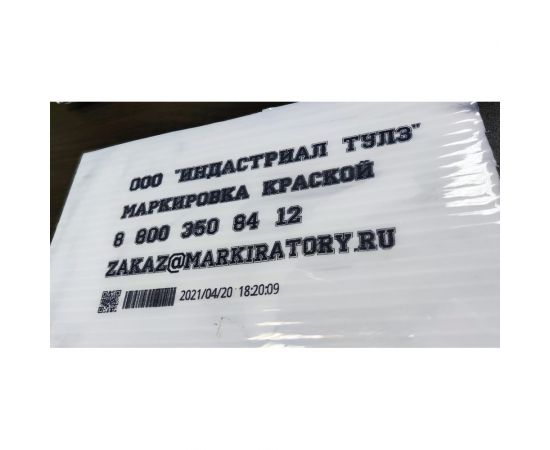 ООО "ИНДАСТРИАЛ ТУЛЗ"
МАРКИРОВКА КРАСКОЙ
8 800 350 84 12
ZAKAZ@MARKIRATORY.RU
2021/04/20 18:20:09